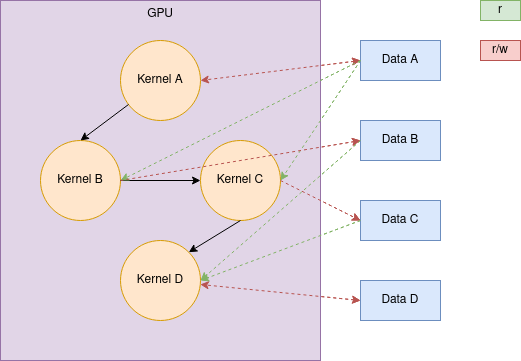 GPU
r
r/w
Kernel A
Data A
Data B
Kernel B
Kernel C
Data C
Kernel D
Data D